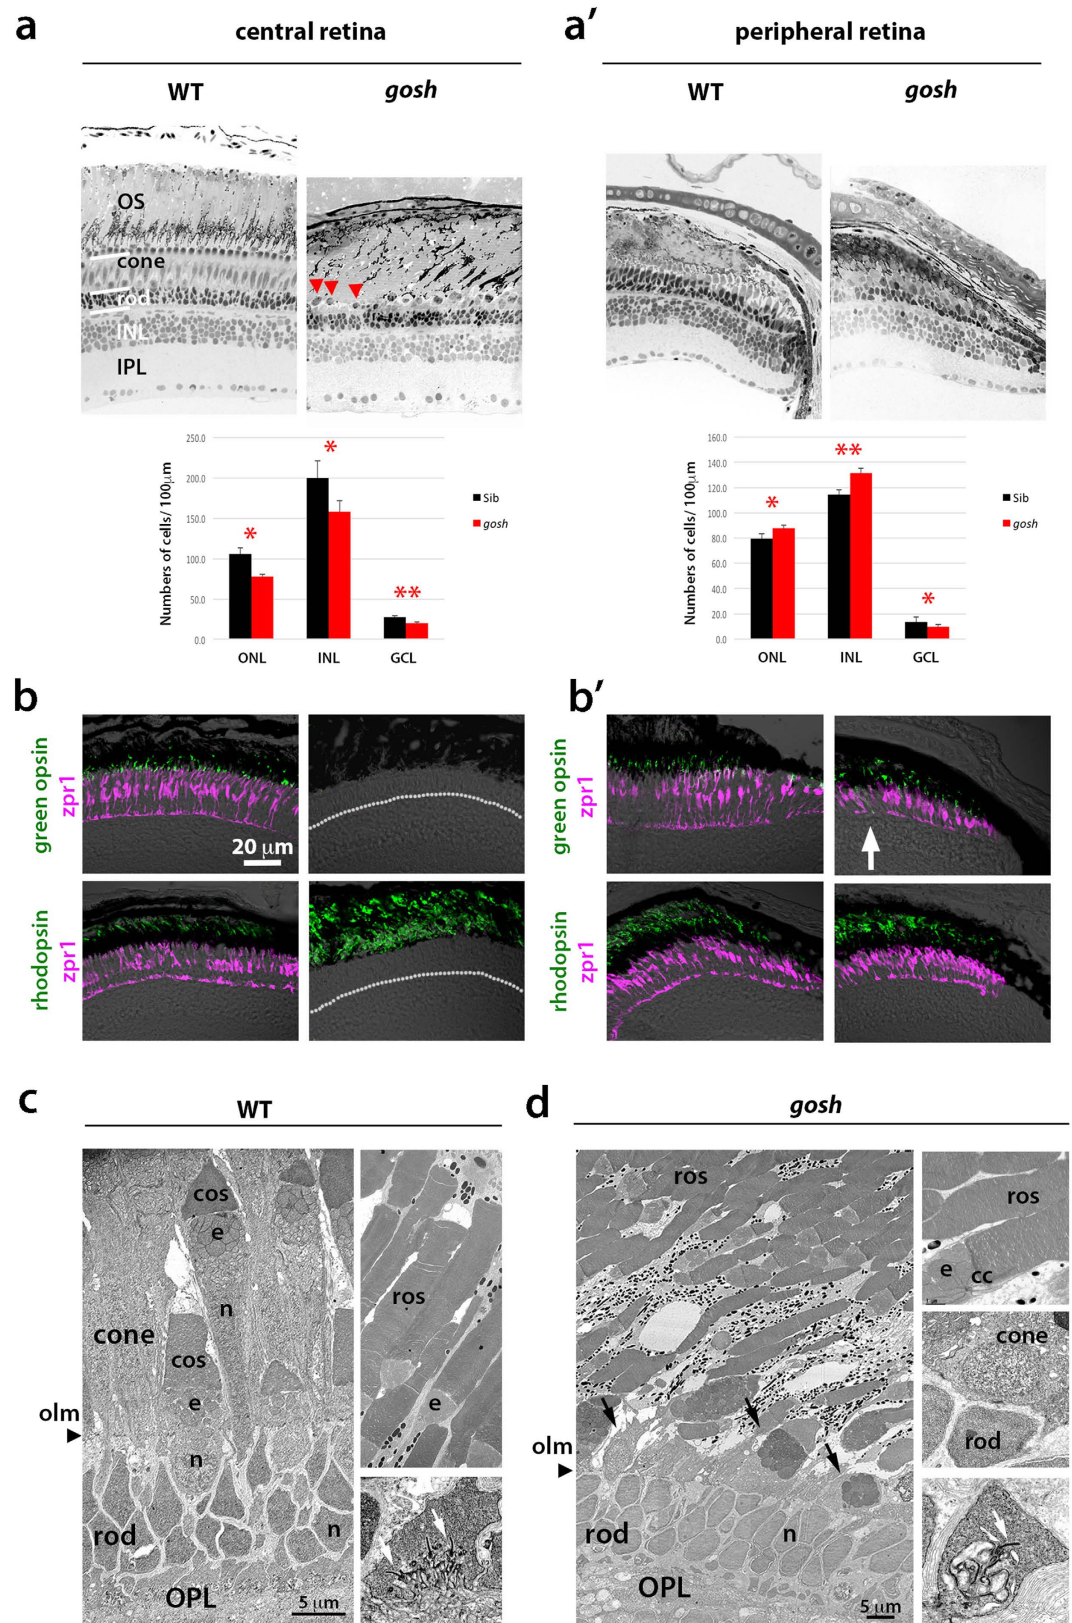 a
central retina
WT
gosh
OS
cone
rod
INL
IPL
Numbers of cells/ 100μm
250.0
200.0
150.0
100.0
50.0
0.0
*
*
**
ONL
INL
GCL
Sib
gosh
a′
peripheral retina
WT
gosh
Numbers of cells/ 100μm
160.0
140.0
120.0
100.0
80.0
60.0
40.0
20.0
0.0
*
**
*
ONL
INL
GCL
Sib
gosh
b
green opsin
zpr1
20 μm
rhodopsin
zpr1
b′
green opsin
zpr1
rhodopsin
zpr1
c
WT
cos
e
n
cone
cos
e
olm
n
rod
n
OPL
5 μm
ros
e
d
gosh
ros
olm
rod
n
OPL
5 μm
ros
e
cc
cone
rod